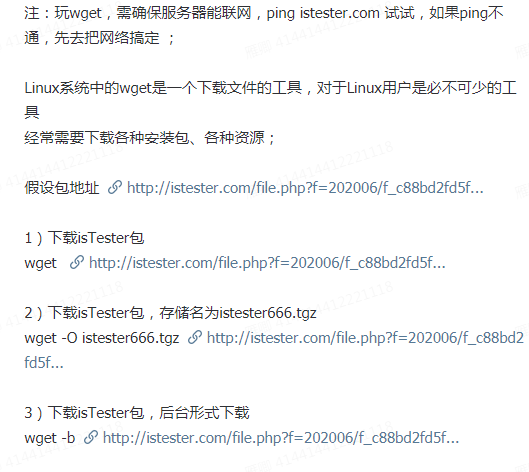 注：玩wget，需确保服务器能联网，ping istester.com 试试，如果ping不
通，先去把网络搞定 ；
Linux系统中的wget是一个下载文件的工具，对于Linux用户是必不可少的工
具
经常需要下载各种安装包、各种资源；
假设包地址 http://istester.com/file.php?f=202006/f_c88bd2fd5f...
1）下载isTester包
wget http://istester.com/file.php?f=202006/f_c88bd2fd5f...
2）下载isTester包，存储名为istester666.tgz
wget -O istester666.tgz http://istester.com/file.php?f=202006/f_c88bd2
fd5f...
3）下载isTester包，后台形式下载
wget -b http://istester.com/file.php?f=202006/f_c88bd2fd5f...